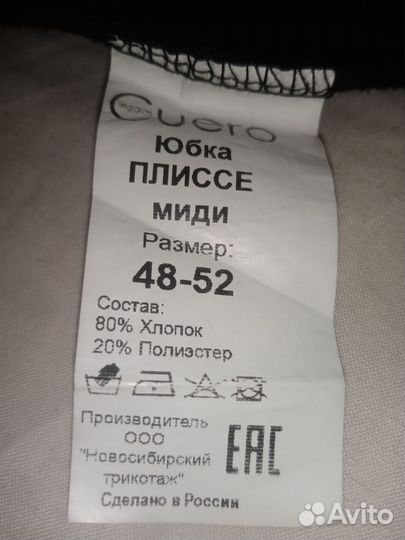 Cuero
Юбка
ПЛИССЕ
миди
Размер:
48-52
Состав:
80% Хлопок
20% Полиэстер
Производитель
ООО
"Новосибирский
трикотаж"
Сделано в России
EAC
Avito